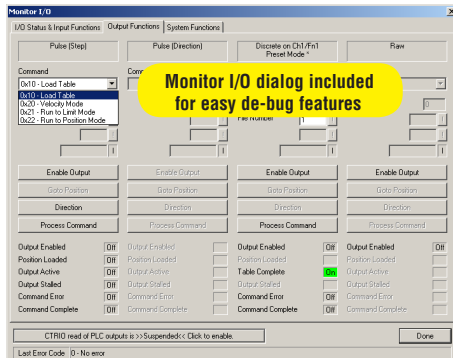 Monitor I/O
I/O Status & Input Functions Output Functions System Functions
Pulse (Step) Pulse (Direction) Discrete on Ch1/Fn1 Raw
Preset Mode *
Command
0x10 - Load Table
0x10 - Load Table
0x20 - Velocity Mode
0x21 - Run to Limit Mode
0x22 - Run to Position Mode
Monitor I/O dialog included
for easy de-bug features
File Number 1 0
Enable Output Enable Output Enable Output Enable Output
Goto Position Goto Position Goto Position Goto Position
Direction Direction Direction Direction
Process Command Process Command Process Command Process Command
Output Enabled Off Output Enabled Output Enabled Off Output Enabled Off
Position Loaded Off Position Loaded Position Loaded Position Loaded
Output Active Off Output Active Table Complete On Output Active
Output Stalled Off Output Stalled Output Stalled Output Stalled
Command Error Off Command Error Command Error Off Command Error
Command Complete Off Command Complete Command Complete Off Command Complete
CTRIO read of PLC outputs is >>Suspended<< Click to enable. Done
Last Error Code 0 - No error